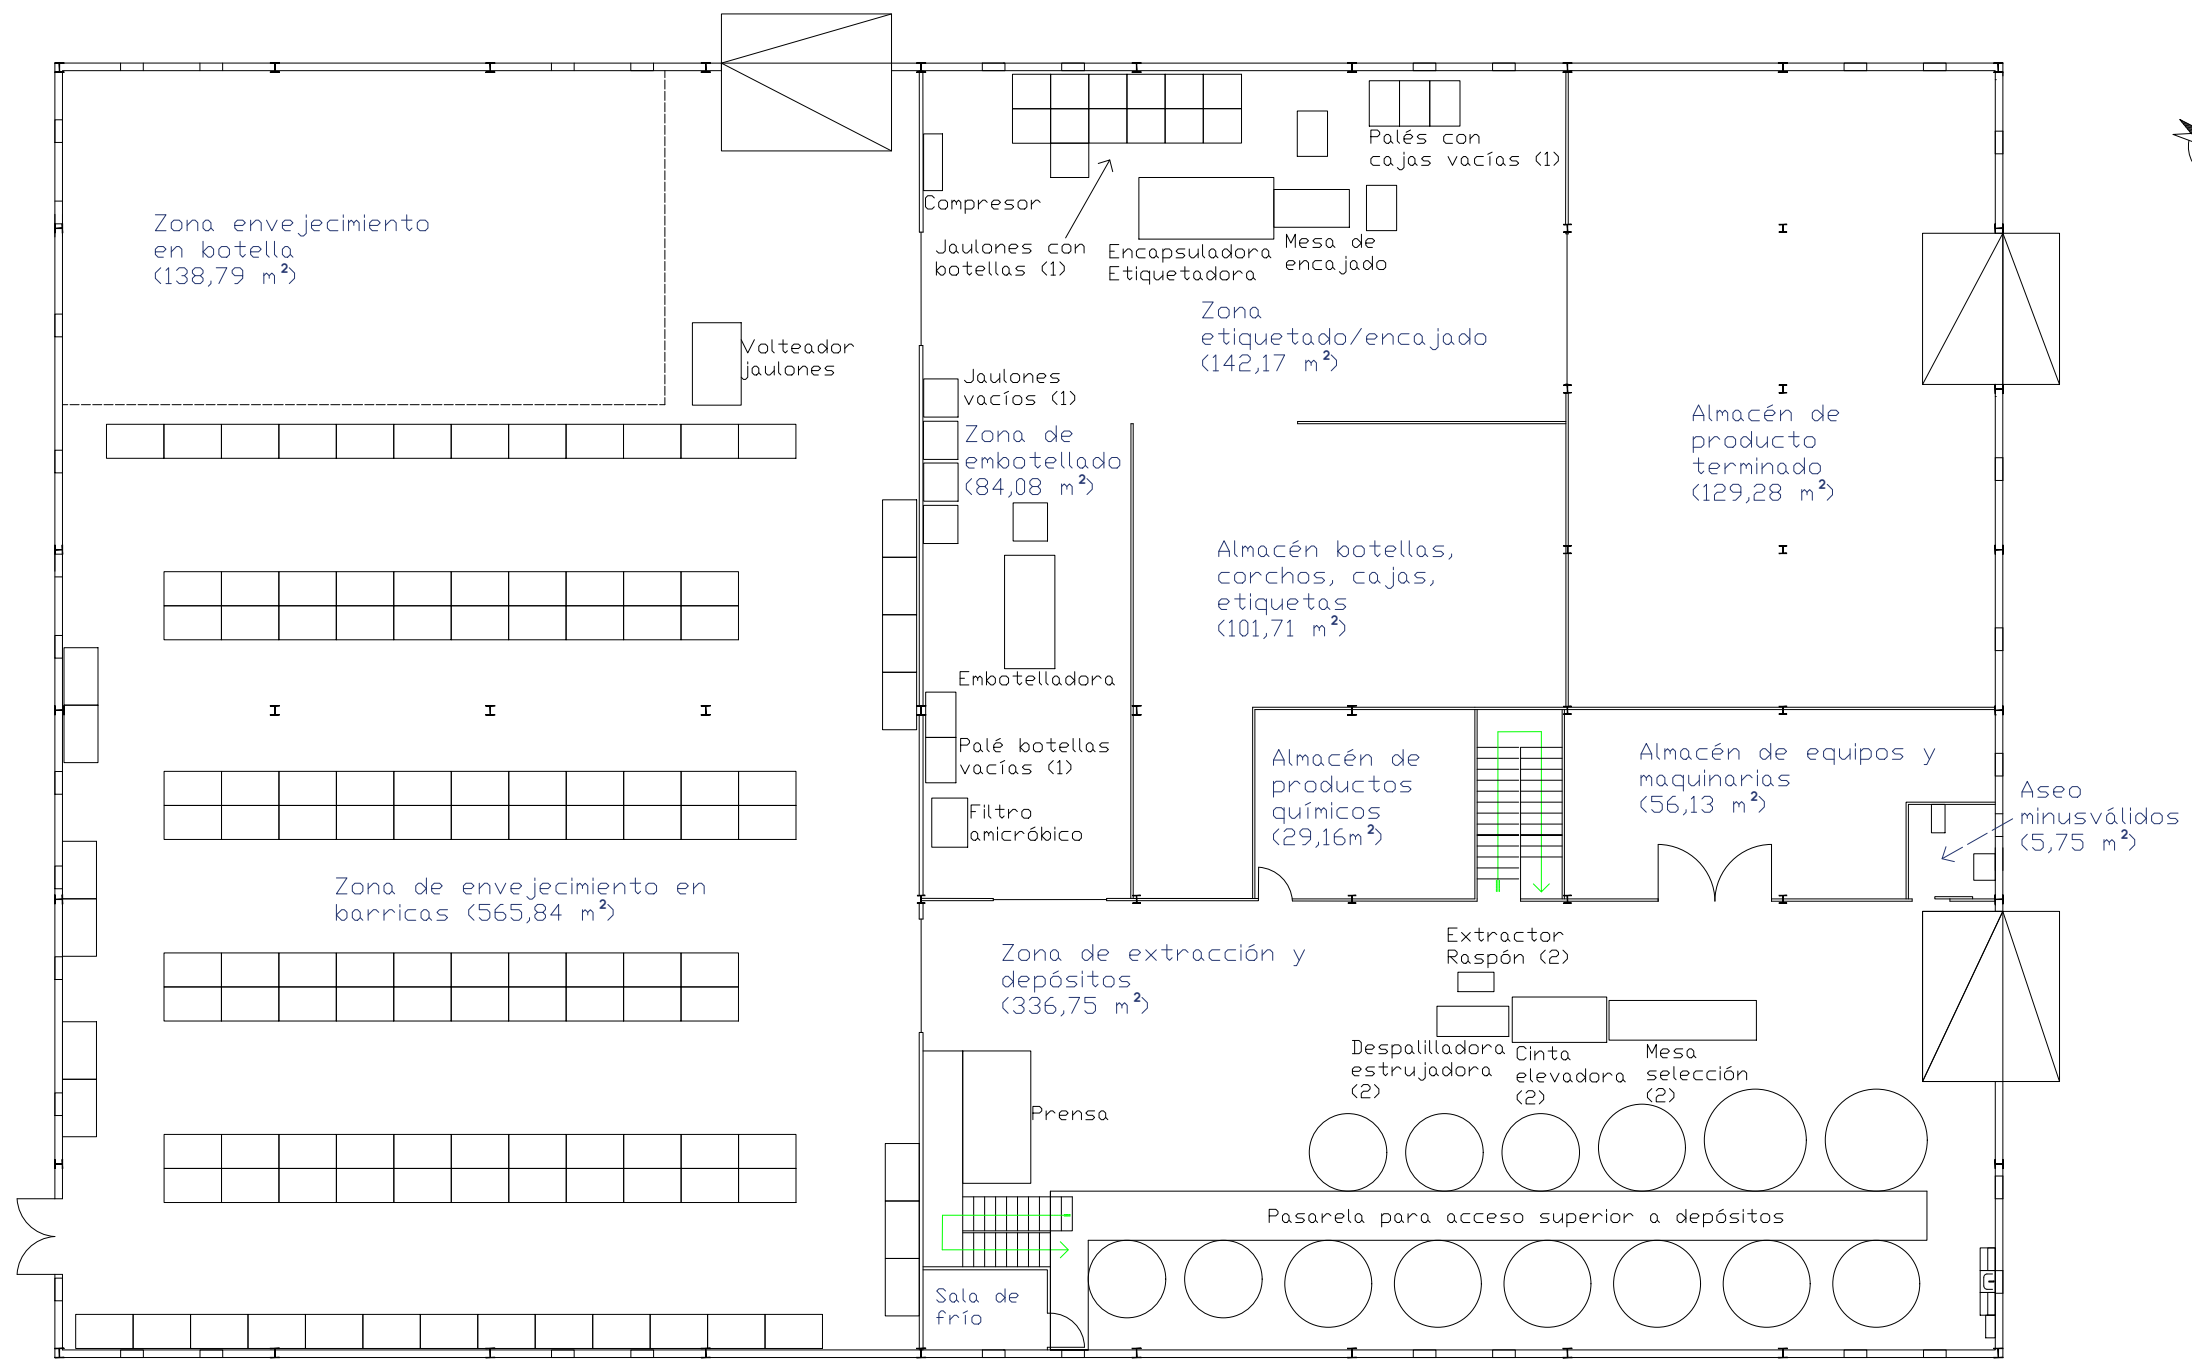 Zona envejecimiento
en botella
(138,79 m²)
Volteador
jaulones
Compresor
Jaulones con
botellas (1)
Encapsuladora
Etiquetadora
Mesa de
encajado
Palés con
cajas vacías (1)
Zona
etiquetado/encajado
(142,17 m²)
Jaulones
vacíos (1)
Zona de
embotellado
(84,08 m²)
Almacén de
producto
terminado
(129,28 m²)
Almacén botellas,
corchos, cajas,
etiquetas
(101,71 m²)
Embotelladora
Palé botellas
vacías (1)
Filtro
amicróbico
Almacén de
productos
químicos
(29,16m²)
Almacén de equipos y
maquinarias
(56,13 m²)
Aseo
minusválidos
(5,75 m²)
Zona de envejecimiento en
barricas (565,84 m²)
Zona de extracción y
depósitos
(336,75 m²)
Extractor
Raspón (2)
Despalilladora
estrujadora
(2)
Cinta
elevadora
(2)
Mesa
selección
(2)
Prensa
Pasarela para acceso superior a depósitos
Sala de
frío